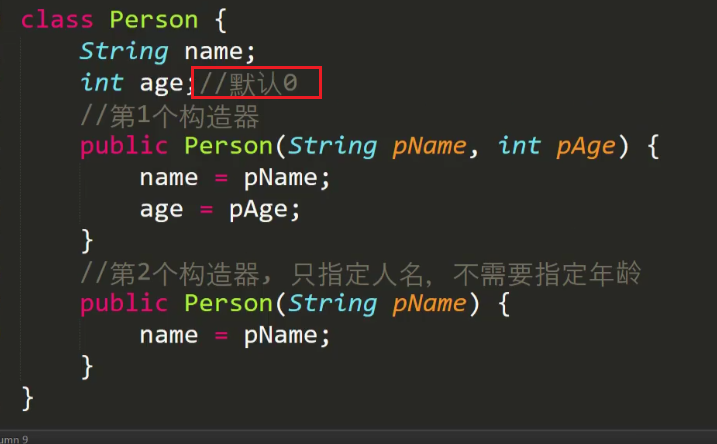 class Person {
String name;
int age;//默认0
//第1个构造器
public Person(String pName, int pAge) {
name = pName;
age = pAge;
}
//第2个构造器, 只指定人名, 不需要指定年龄
public Person(String pName) {
name = pName;
}
}
umn 9